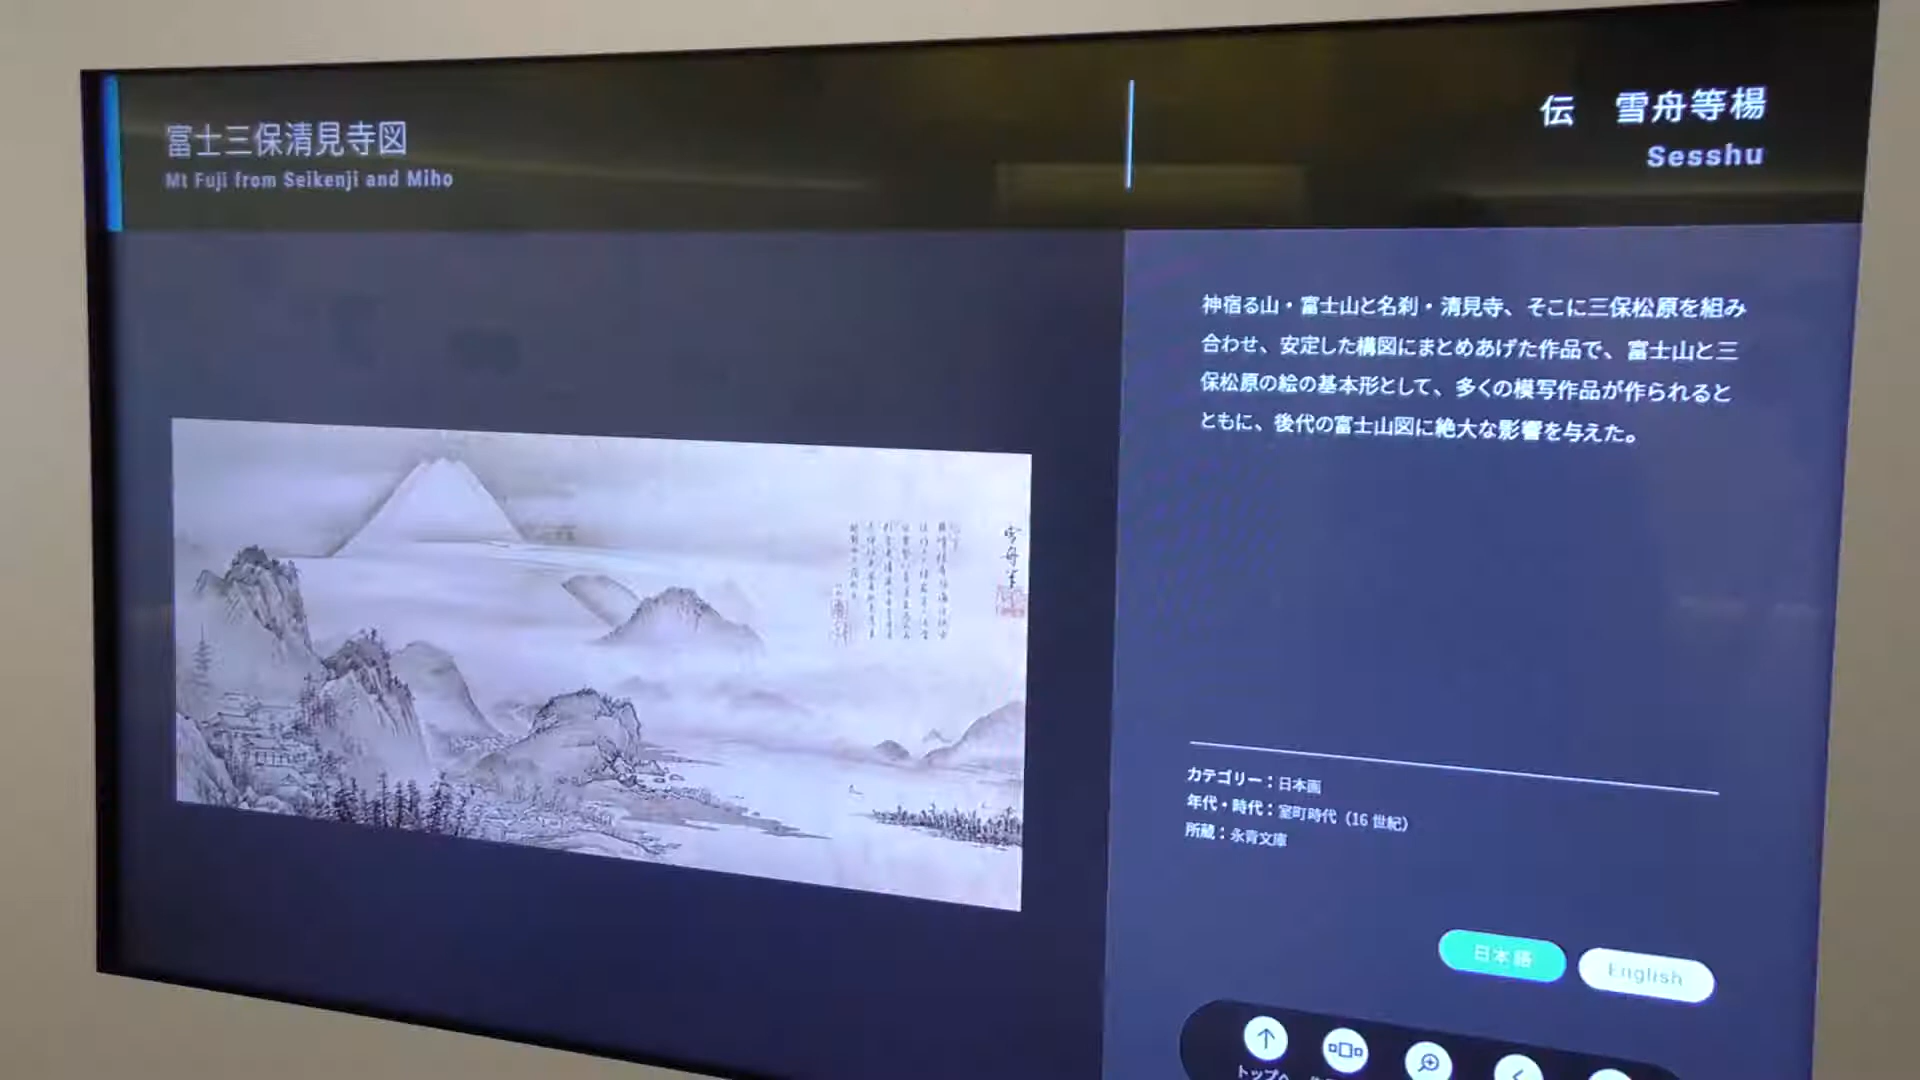 富士三保清見寺図
Mt Fuji from Seikenji and Miho
伝 雪舟等楊
Sesshu
神宿る山・富士山と名刹・清見寺、そこに三保松原を組み
合わせ、安定した構図にまとめあげた作品で、富士山と三
保松原の絵の基本形として、多くの模写作品が作られると
ともに、後代の富士山図に絶大な影響を与えた。
カテゴリー：日本画
年代・時代：室町時代（16 世紀）
所蔵：永青文庫
日本語
English
トップへ